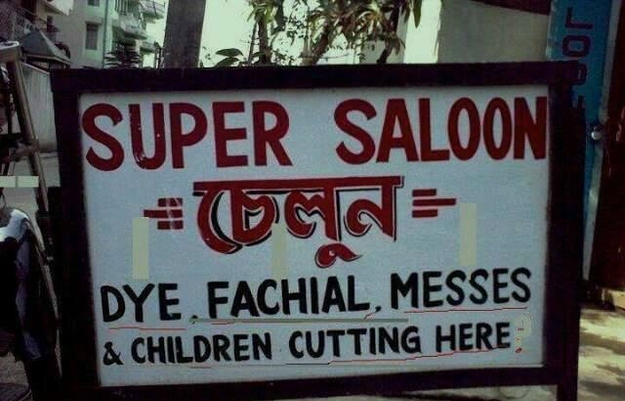 SUPER SALOON
চেলুন
DYE, FACHIAL, MESSES
& CHILDREN CUTTING HERE